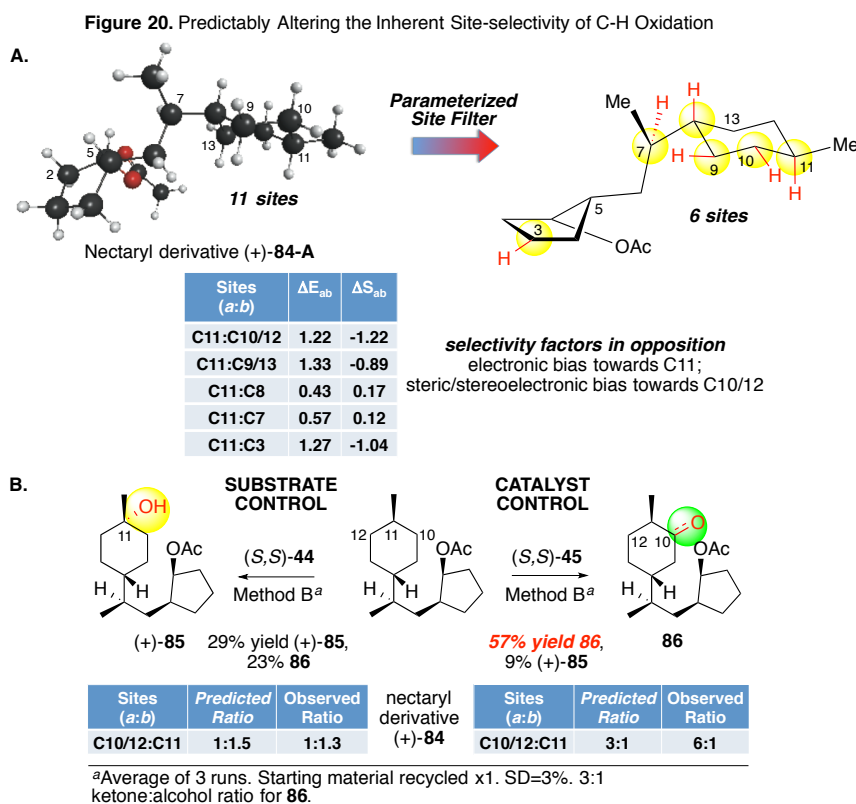 Figure 20. Predictably Altering the Inherent Site-selectivity of C-H Oxidation
A.
7
9
10
5
13
11
2
11 sites
Nectaryl derivative (+)-84-A
Parameterized
Site Filter
H
Me
H
13
7
Me
H
9
10
11
H
H
5
6 sites
3
OAc
H
Sites (a:b) ΔEab ΔSab
C11:C10/12 1.22 -1.22
C11:C9/13 1.33 -0.89
C11:C8 0.43 0.17
C11:C7 0.57 0.12
C11:C3 1.27 -1.04
selectivity factors in opposition
electronic bias towards C11;
steric/stereoelectronic bias towards C10/12
B.
SUBSTRATE
CONTROL
CATALYST
CONTROL
OH
11
OAc
H
H
(+)-85
(S,S)-44
Method Ba
29% yield (+)-85,
23% 86
11
12
10
OAc
H
H
(S,S)-45
Method Ba
57% yield 86,
9% (+)-85
O
12
10
OAc
H
H
86
Sites (a:b) Predicted Ratio Observed Ratio
C10/12:C11 1:1.5 1:1.3
nectaryl
derivative
(+)-84
Sites (a:b) Predicted Ratio Observed Ratio
C10/12:C11 3:1 6:1
aAverage of 3 runs. Starting material recycled x1. SD=3%. 3:1
ketone:alcohol ratio for 86.